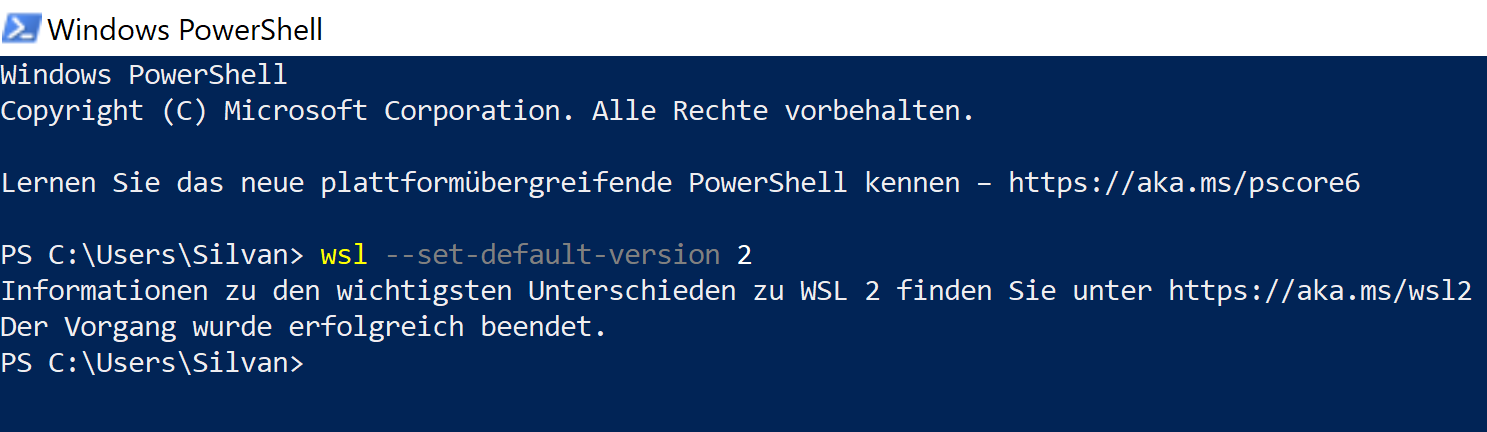 Windows PowerShell
Windows PowerShell
Copyright (C) Microsoft Corporation. Alle Rechte vorbehalten.
Lernen Sie das neue plattformübergreifende PowerShell kennen – https://aka.ms/pscore6
PS C:\Users\Silvan> wsl --set-default-version 2
Informationen zu den wichtigsten Unterschieden zu WSL 2 finden Sie unter https://aka.ms/wsl2
Der Vorgang wurde erfolgreich beendet.
PS C:\Users\Silvan>